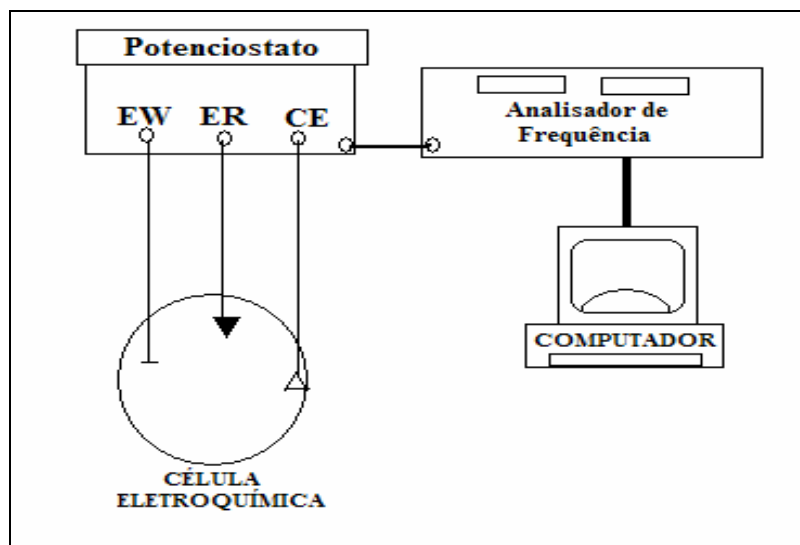 Potenciostato
EW ER CE
Analisador de
Frequência
COMPUTADOR
CÉLULA
ELETROQUÍMICA